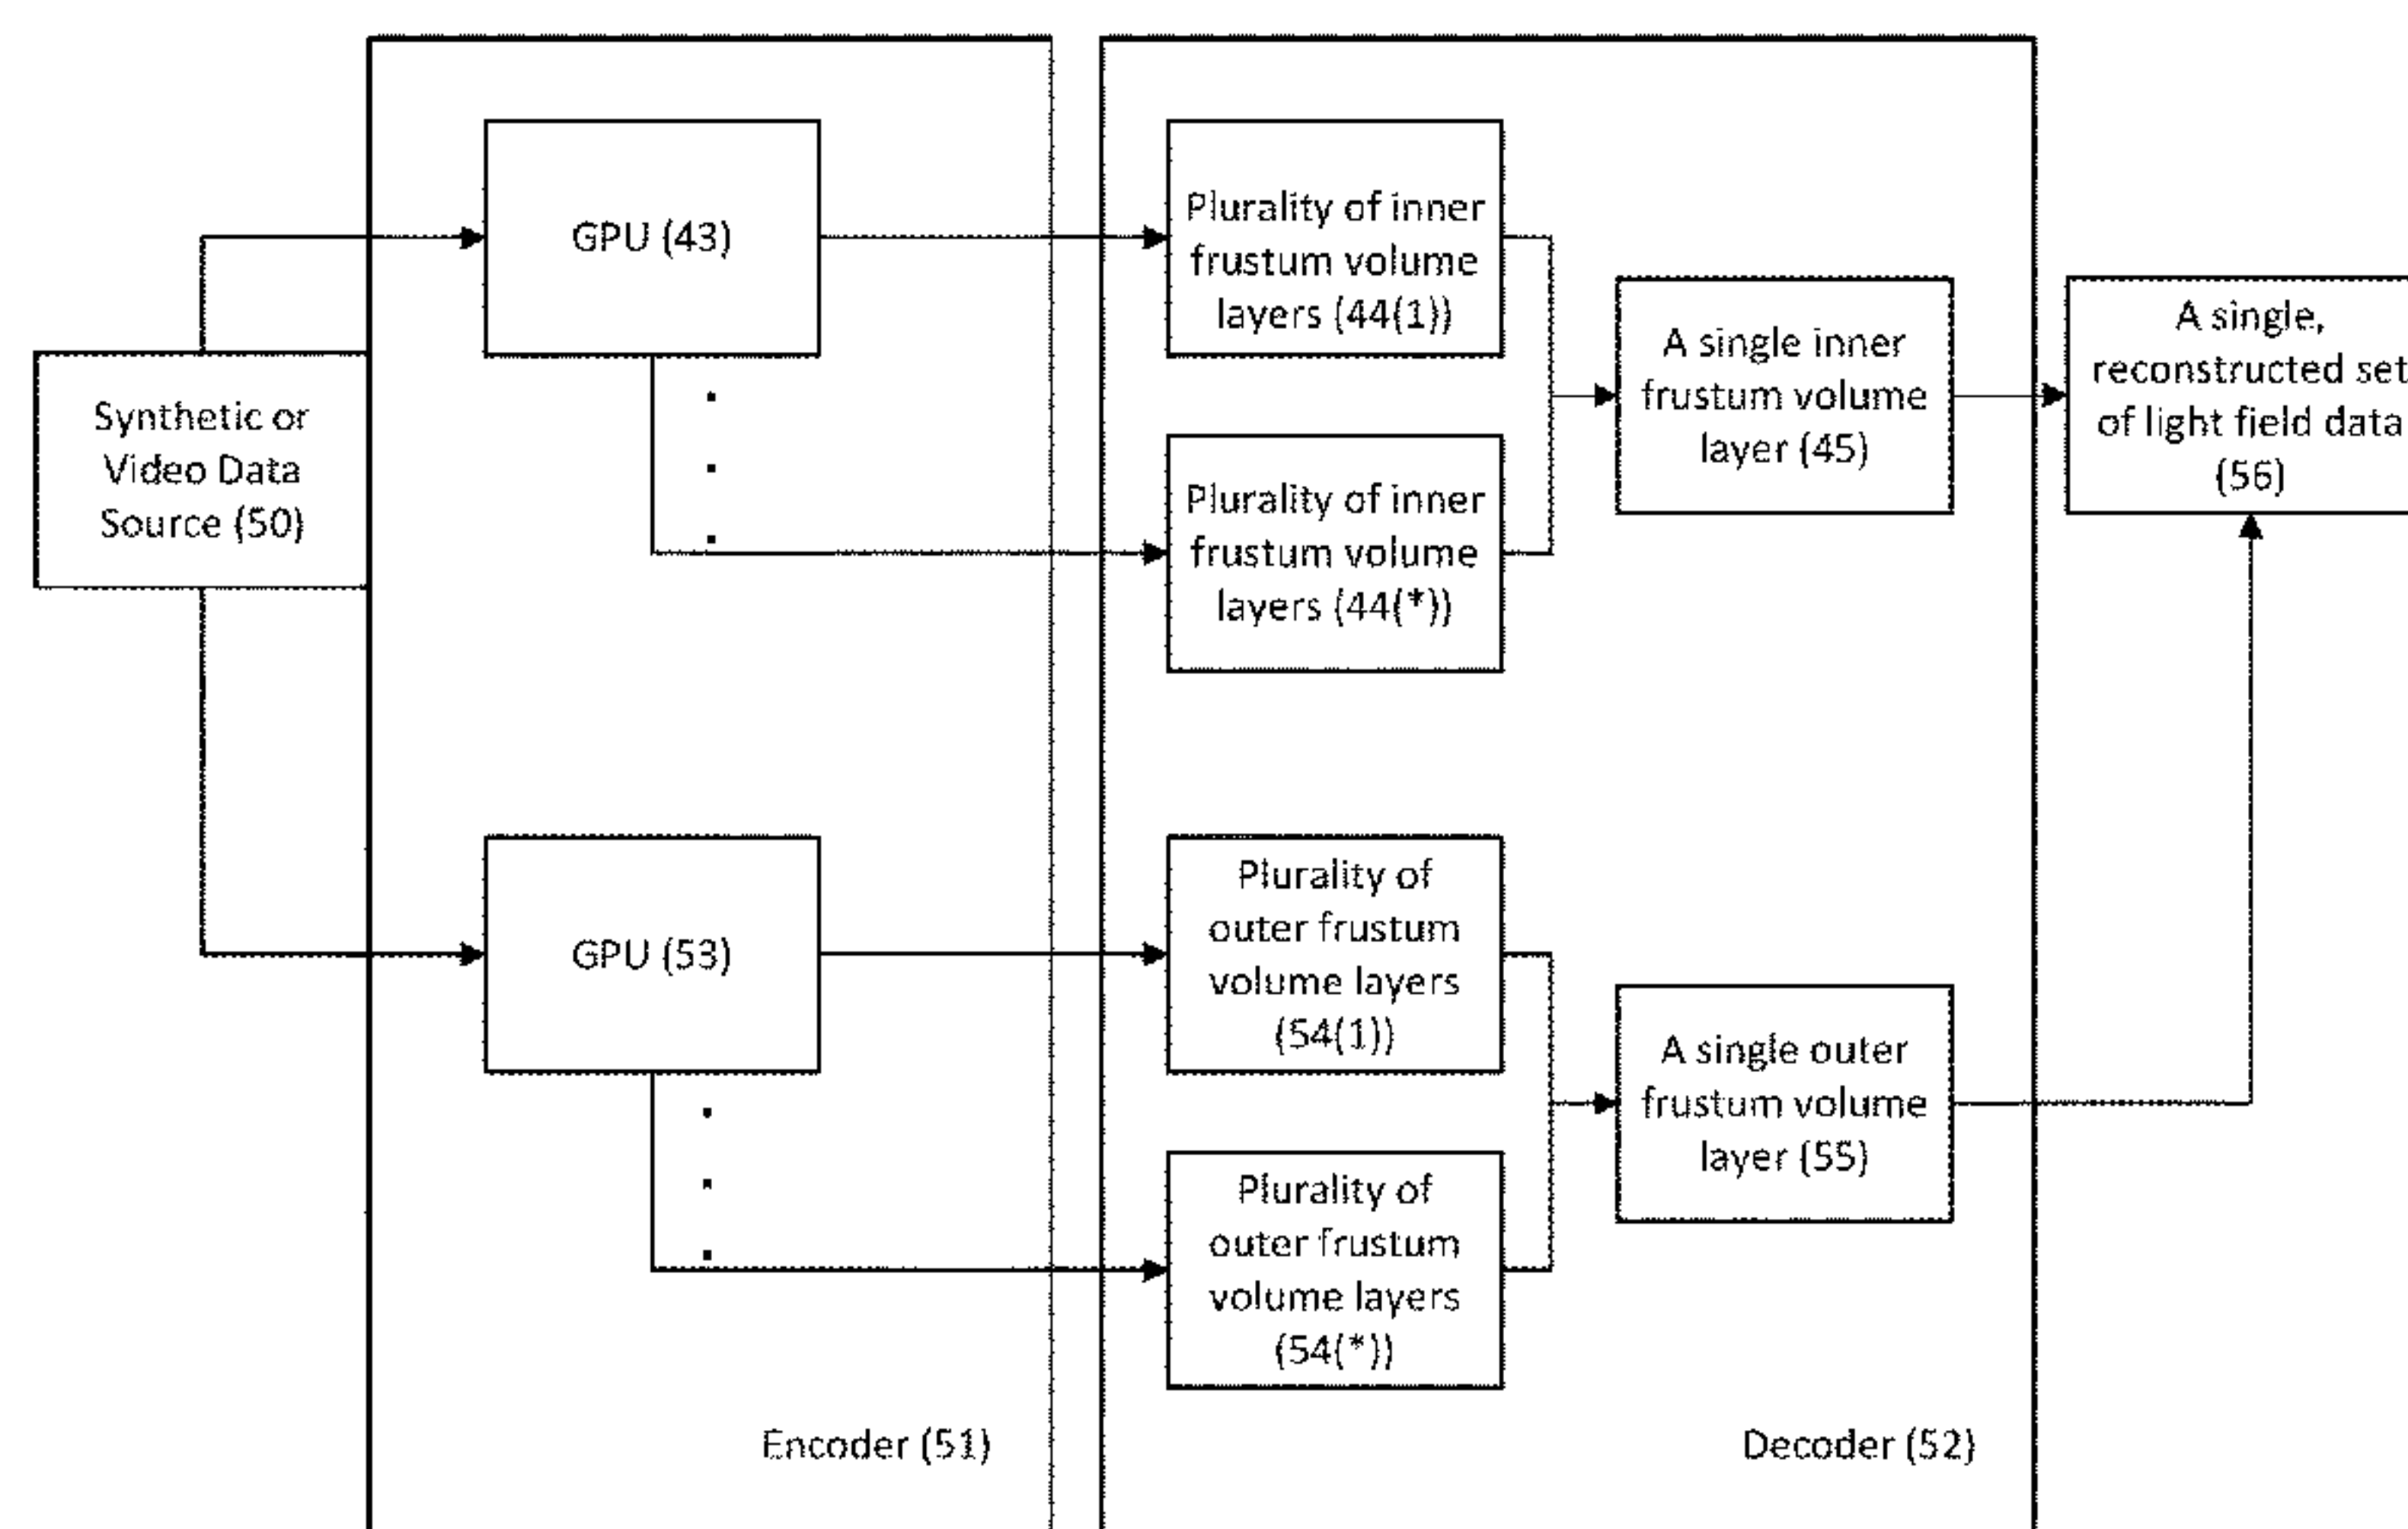 Synthetic or
Video Data
Source (50)
GPU (43)
Plurality of inner
frustum volume
layers (44(1))
Plurality of inner
frustum volume
layers (44(*))
A single inner
frustum volume
layer (45)
A single,
reconstructed set
of light field data
(56)
GPU (53)
Plurality of
outer frustum
volume layers
(54(1))
Plurality of
outer frustum
volume layers
(54(*))
A single outer
frustum volume
layer (55)
Encoder (51)
Decoder (52)